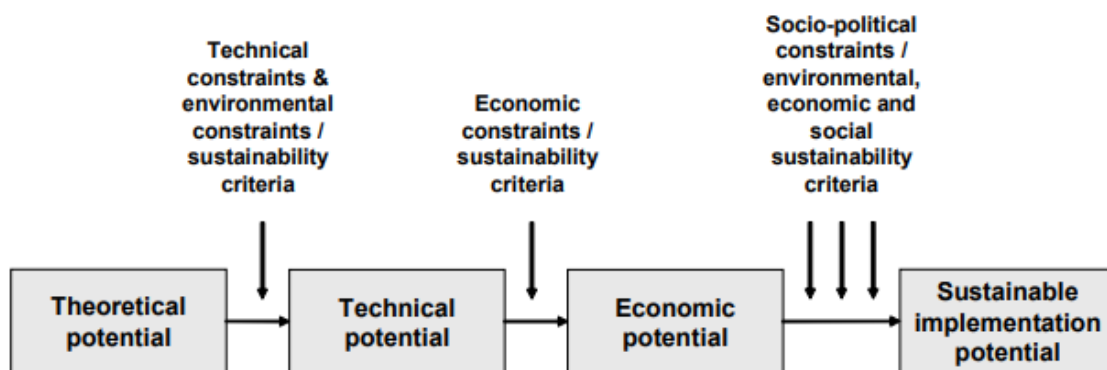 Technical
constraints &
environmental
constraints /
sustainability
criteria
Economic
constraints /
sustainability
criteria
Socio-political
constraints /
environmental,
economic and
social
sustainability
criteria
Theoretical
potential
Technical
potential
Economic
potential
Sustainable
implementation
potential